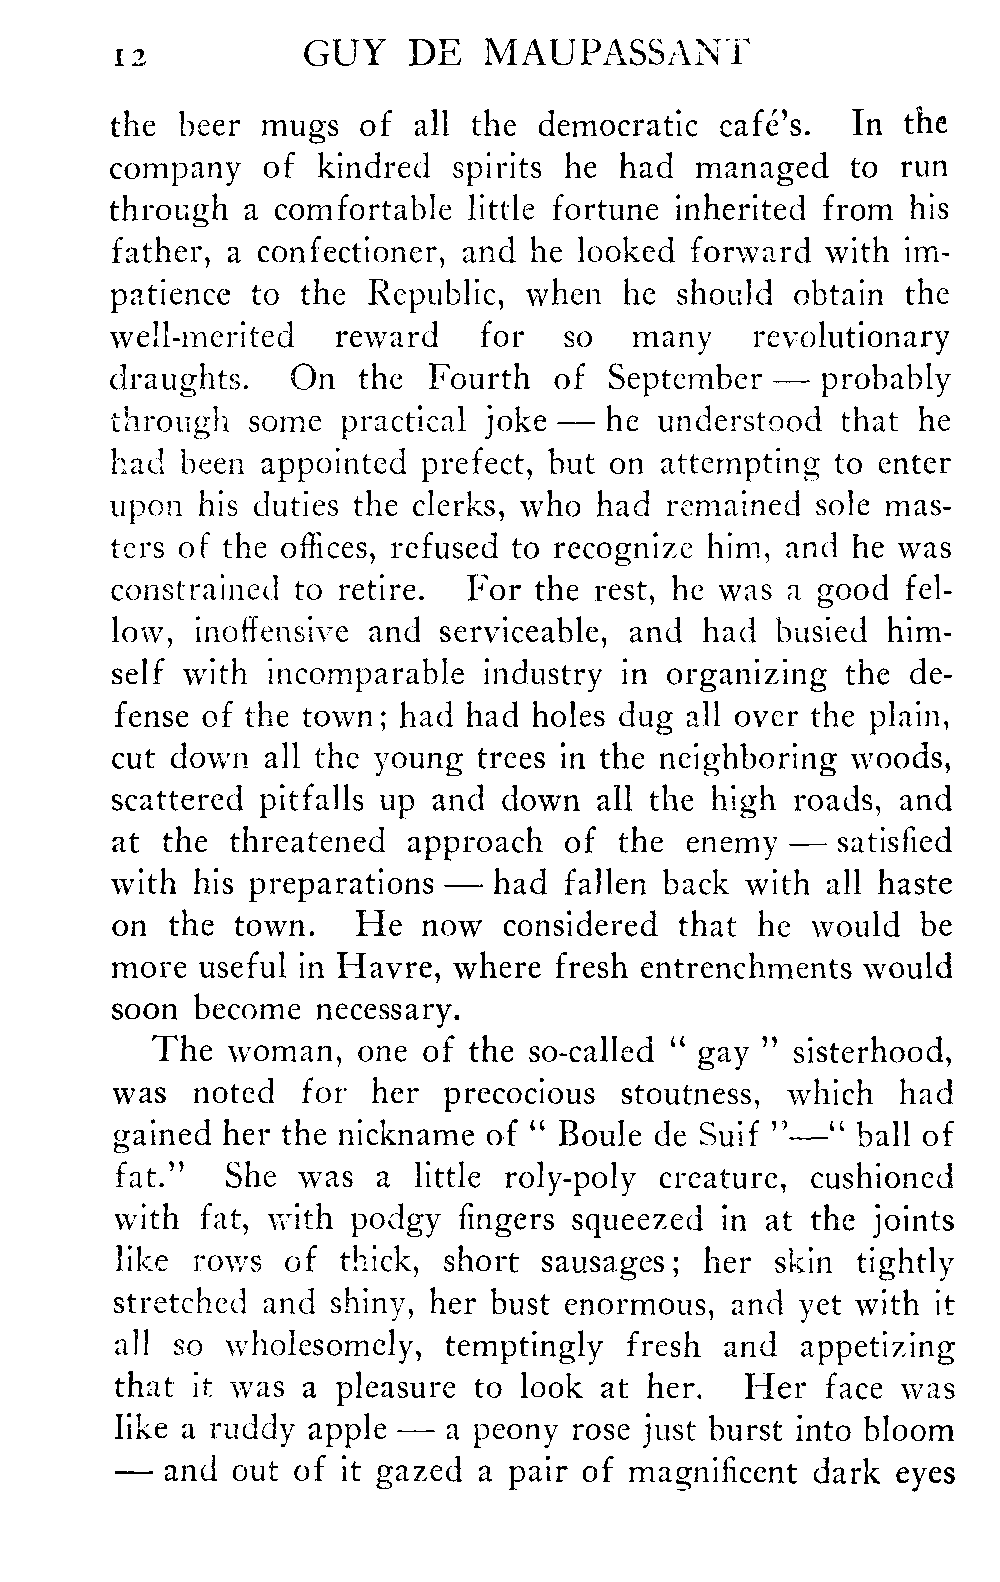 12 GUY DE MAUPASSANT
the beer mugs of all the democratic café's. In the
company of kindred spirits he had managed to run
through a comfortable little fortune inherited from his
father, a confectioner, and he looked forward with im-
patience to the Republic, when he should obtain the
well-merited reward for so many revolutionary
draughts. On the Fourth of September — probably
through some practical joke — he understood that he
had been appointed prefect, but on attempting to enter
upon his duties the clerks, who had remained sole mas-
ters of the offices, refused to recognize him, and he was
constrained to retire. For the rest, he was a good fel-
low, inoffensive and serviceable, and had busied him-
self with incomparable industry in organizing the de-
fense of the town; had had holes dug all over the plain,
cut down all the young trees in the neighboring woods,
scattered pitfalls up and down all the high roads, and
at the threatened approach of the enemy — satisfied
with his preparations — had fallen back with all haste
on the town. He now considered that he would be
more useful in Havre, where fresh entrenchments would
soon become necessary.
The woman, one of the so-called “ gay ” sisterhood,
was noted for her precocious stoutness, which had
gained her the nickname of “ Boule de Suif ”—“ ball of
fat.” She was a little roly-poly creature, cushioned
with fat, with podgy fingers squeezed in at the joints
like rows of thick, short sausages; her skin tightly
stretched and shiny, her bust enormous, and yet with it
all so wholesomely, temptingly fresh and appetizing
that it was a pleasure to look at her. Her face was
like a ruddy apple — a peony rose just burst into bloom
— and out of it gazed a pair of magnificent dark eyes